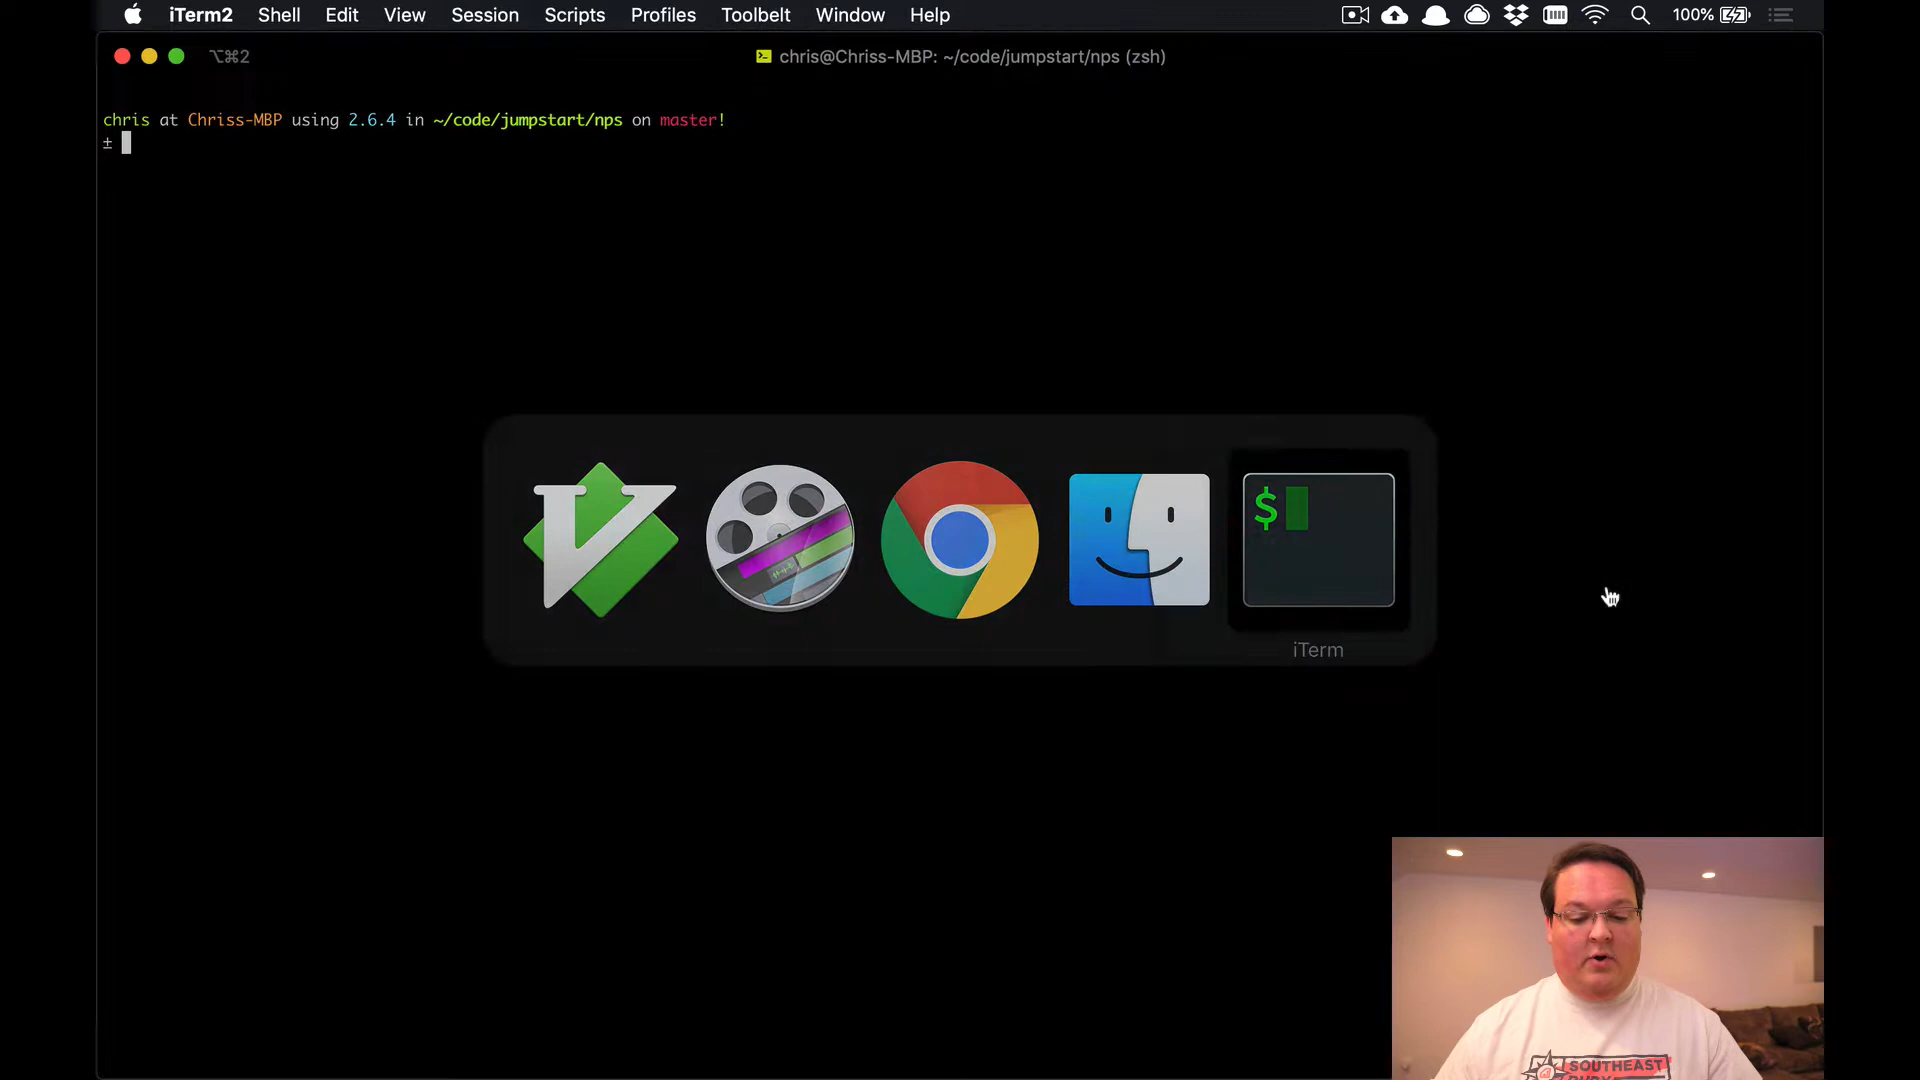 iTerm2 Shell Edit View Session Scripts Profiles Toolbelt Window Help 100%
⌥⌘2 chris@Chriss-MBP: ~/code/jumpstart/nps (zsh)
chris at Chriss-MBP using 2.6.4 in ~/code/jumpstart/nps on master!
±
$
iTerm
SOUTHEAST